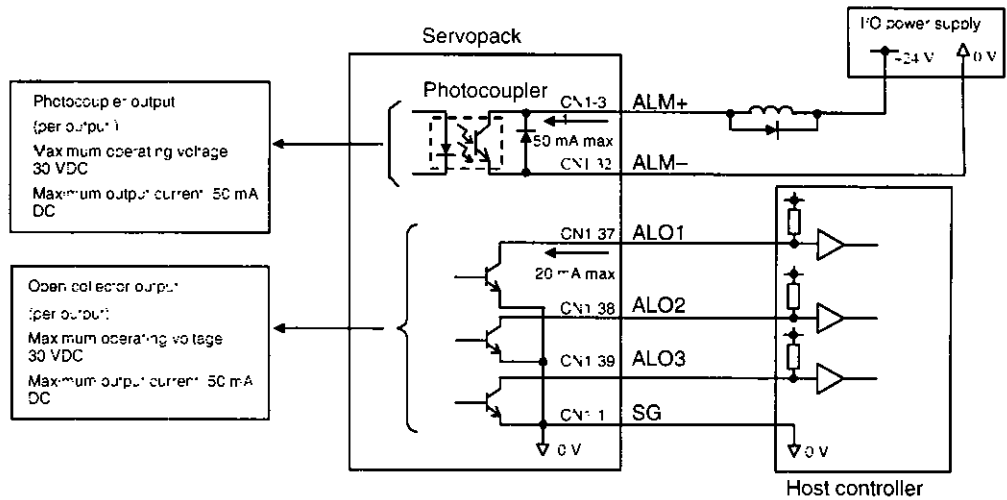 Servopack
I/O power supply
+24 V
0 V
Photocoupler output
(per output)
Maximum operating voltage
30 VDC
Maximum output current 50 mA
DC
Photocoupler
CN1-3
ALM+
50 mA max
CN1 32
ALM−
CN1 37
ALO1
20 mA max
Open collector output
(per output)
Maximum operating voltage
30 VDC
Maximum output current 50 mA
DC
CN1 38
ALO2
CN1 39
ALO3
CN1-1
SG
0 V
0 V
Host controller